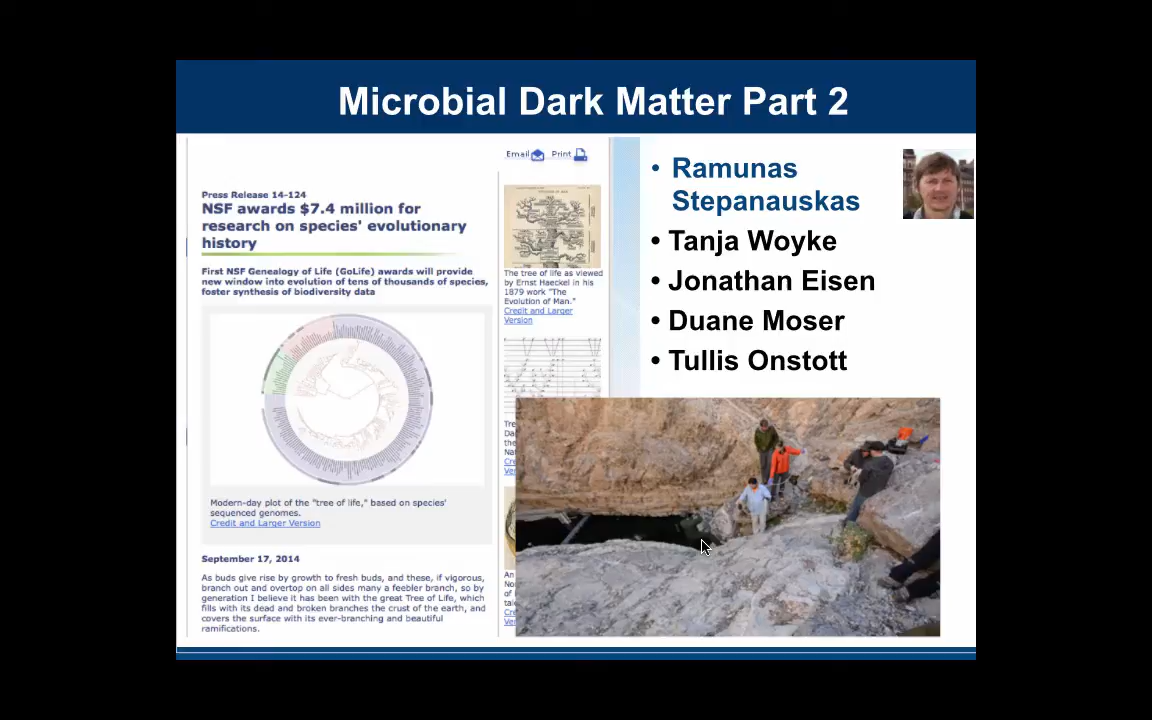 Microbial Dark Matter Part 2
Email Print
Press Release 14-124
NSF awards $7.4 million for
research on species' evolutionary
history
First NSF Genealogy of Life (GoLife) awards will provide
new window into evolution of tens of thousands of species,
foster synthesis of biodiversity data
Modern-day plot of the "tree of life," based on species'
sequenced genomes.
Credit and Larger Version
September 17, 2014
As buds give rise by growth to fresh buds, and these, if vigorous,
branch out and overtop on all sides many a feebler branch, so by
generation I believe it has been with the great Tree of Life, which
fills with its dead and broken branches the crust of the earth, and
covers the surface with its ever-branching and beautiful
ramifications.
The tree of life as viewed
by Ernst Haeckel in his
1879 work "The
Evolution of Man."
Credit and Larger
Version
An
of
• Ramunas
Stepanauskas
• Tanja Woyke
• Jonathan Eisen
• Duane Moser
• Tullis Onstott